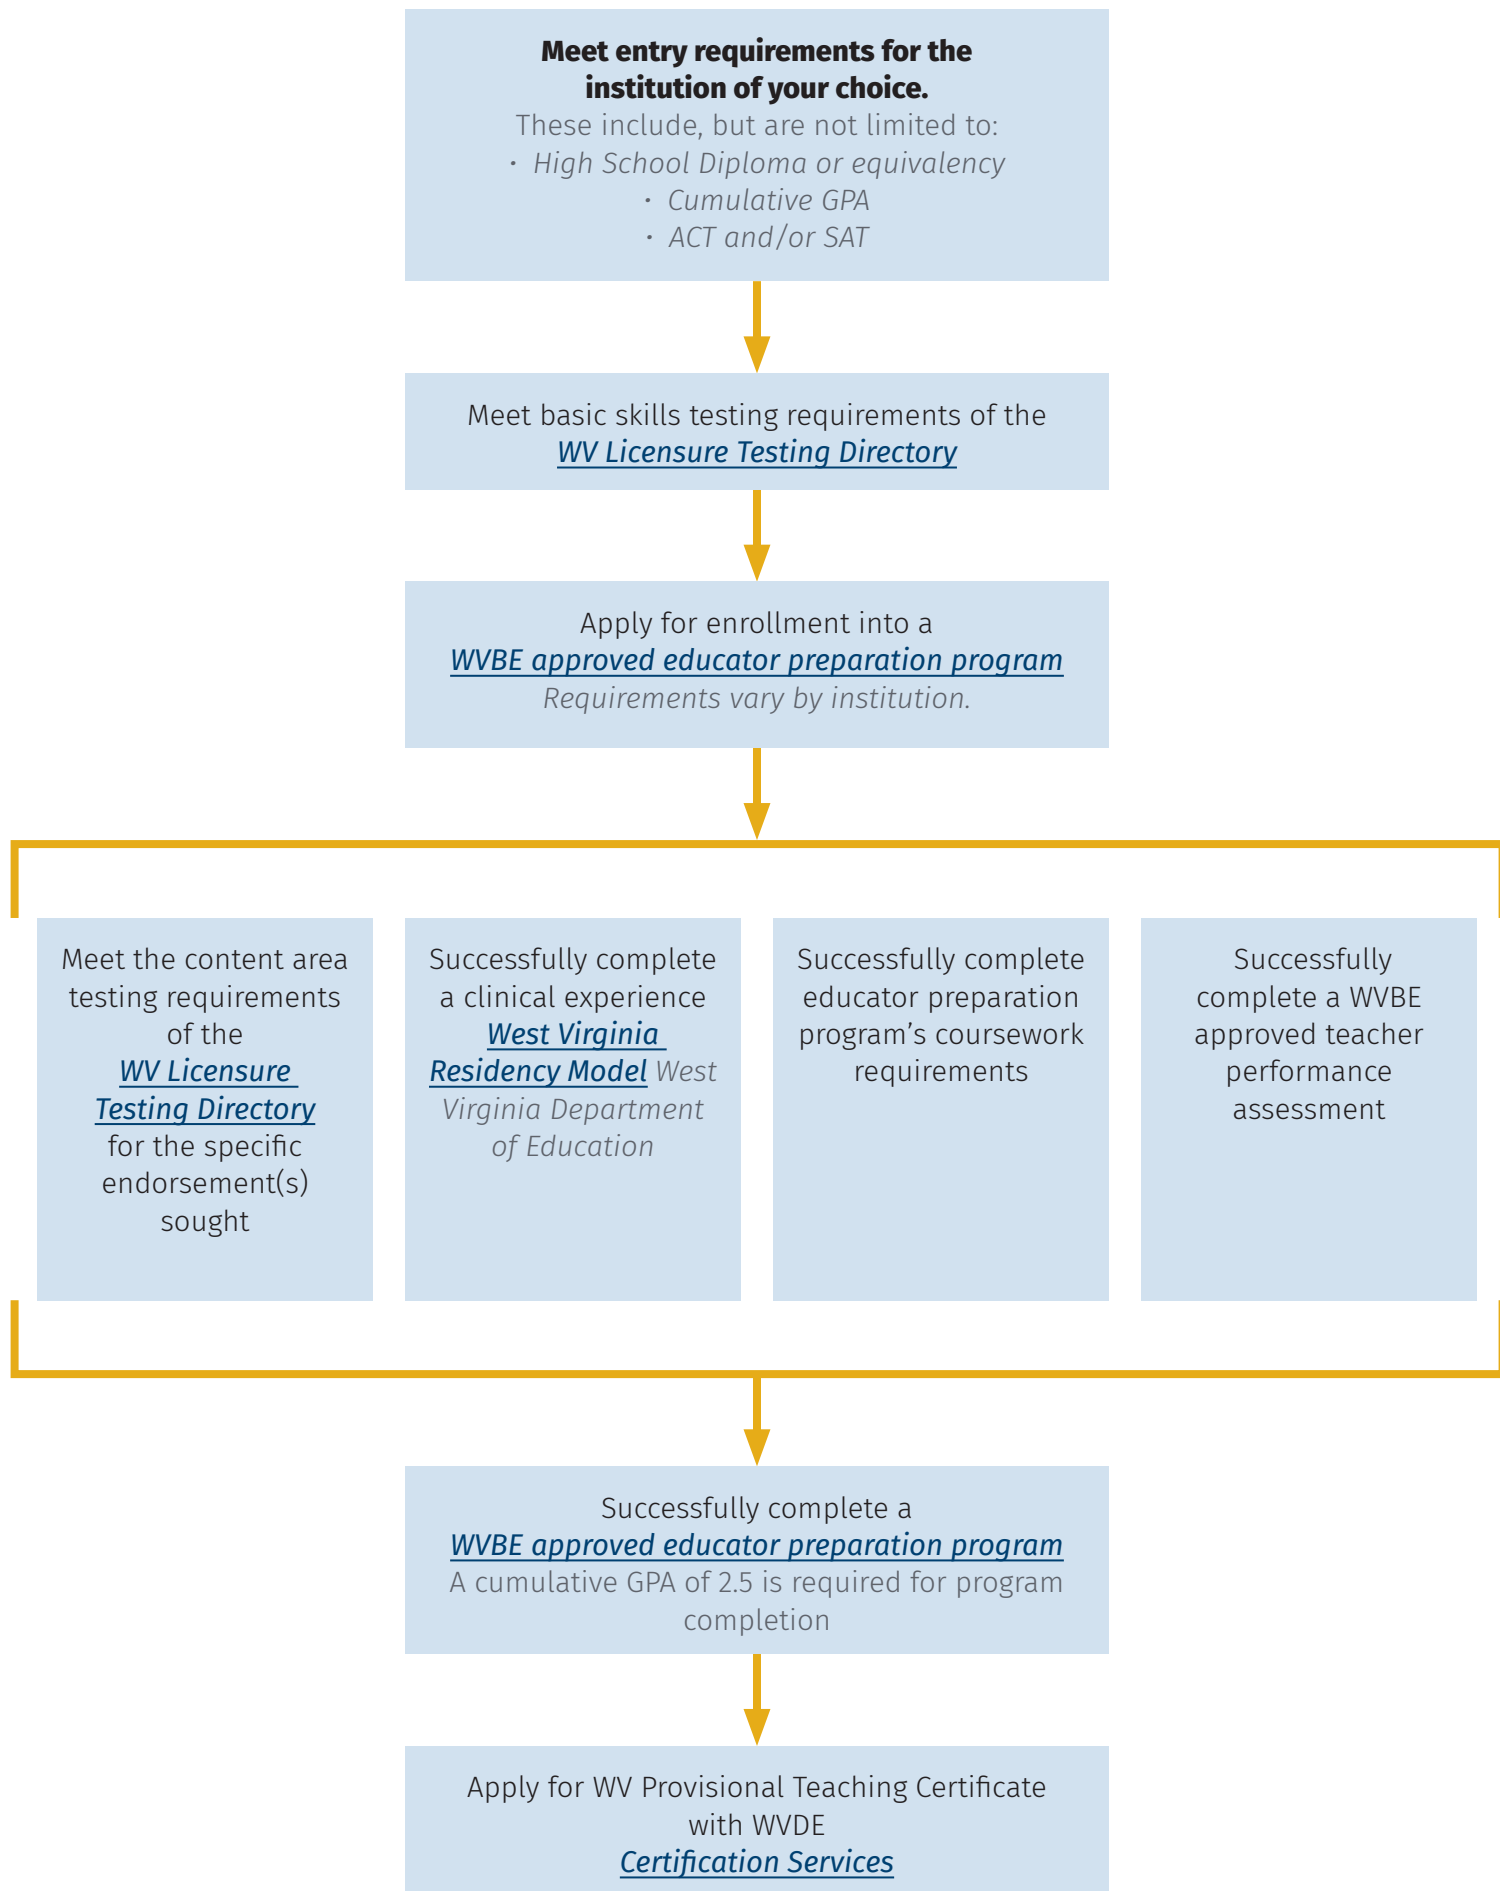 Meet entry requirements for the
institution of your choice.
These include, but are not limited to:
• High School Diploma or equivalency
• Cumulative GPA
• ACT and/or SAT
Meet basic skills testing requirements of the
WV Licensure Testing Directory
Apply for enrollment into a
WVBE approved educator preparation program
Requirements vary by institution.
Meet the content area
testing requirements
of the
WV Licensure
Testing Directory
for the specific
endorsement(s)
sought
Successfully complete
a clinical experience
West Virginia
Residency Model West
Virginia Department
of Education
Successfully complete
educator preparation
program’s coursework
requirements
Successfully
complete a WVBE
approved teacher
performance
assessment
Successfully complete a
WVBE approved educator preparation program
A cumulative GPA of 2.5 is required for program
completion
Apply for WV Provisional Teaching Certificate
with WVDE
Certification Services